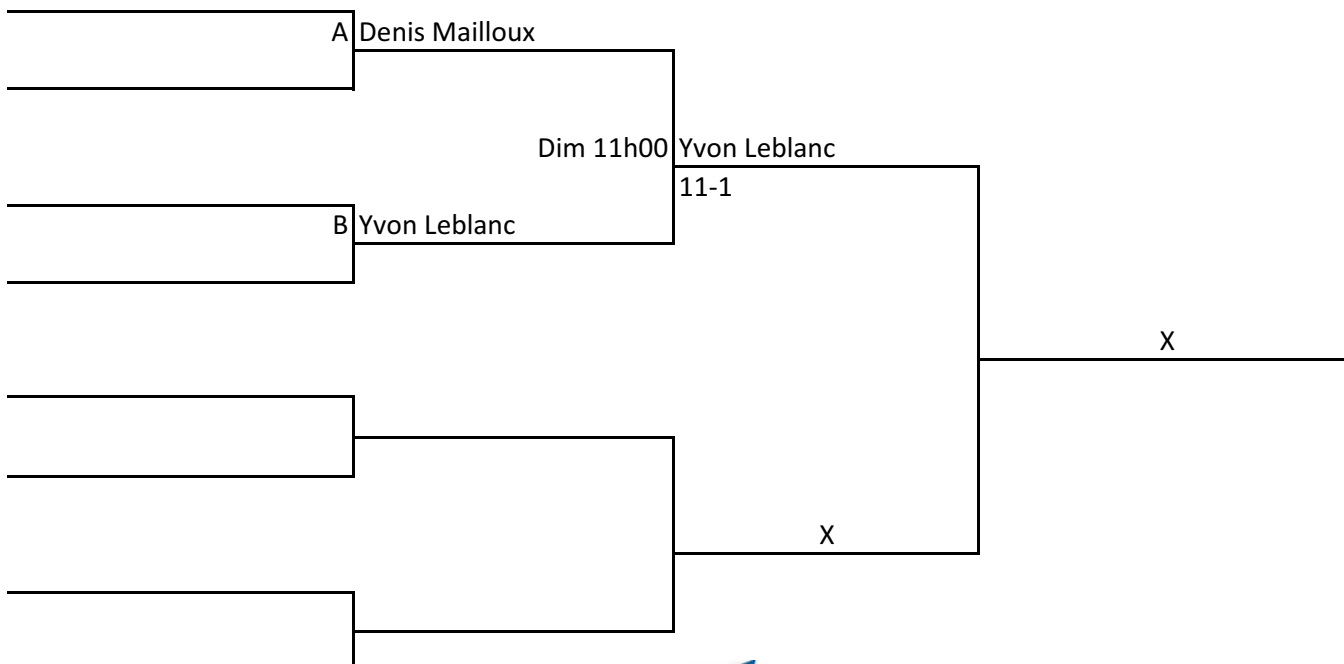 A Denis Mailloux
Dim 11h00 Yvon Leblanc
11-1
B Yvon Leblanc
X
X